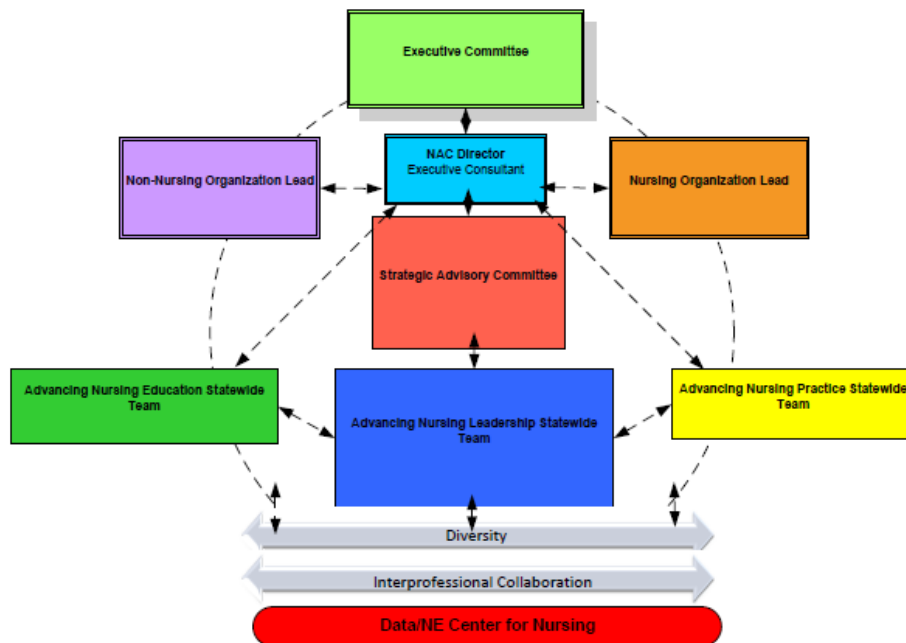 Executive Committee
NAC Director
Executive Consultant
Non-Nursing Organization Lead
Nursing Organization Lead
Strategic Advisory Committee
Advancing Nursing Education Statewide
Team
Advancing Nursing Leadership Statewide
Team
Advancing Nursing Practice Statewide
Team
Diversity
Interprofessional Collaboration
Data/NE Center for Nursing